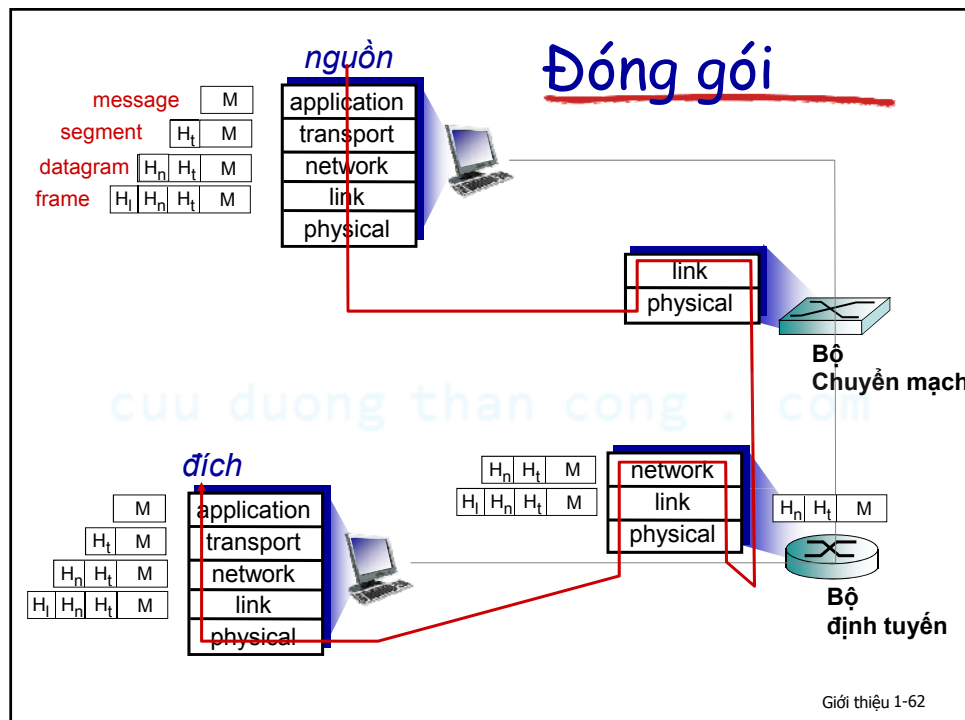 Đóng gói
nguồn
message M
segment Ht M
datagram Hn Ht M
frame Hl Hn Ht M
application
transport
network
link
physical
link
physical
Bộ
Chuyển mạch
cuu duong than cong . com
đích
M
Ht M
Hn Ht M
Hl Hn Ht M
application
transport
network
link
physical
Hn Ht M
Hl Hn Ht M
network
link
physical
Hn Ht M
Bộ
định tuyến
Giới thiệu 1-62